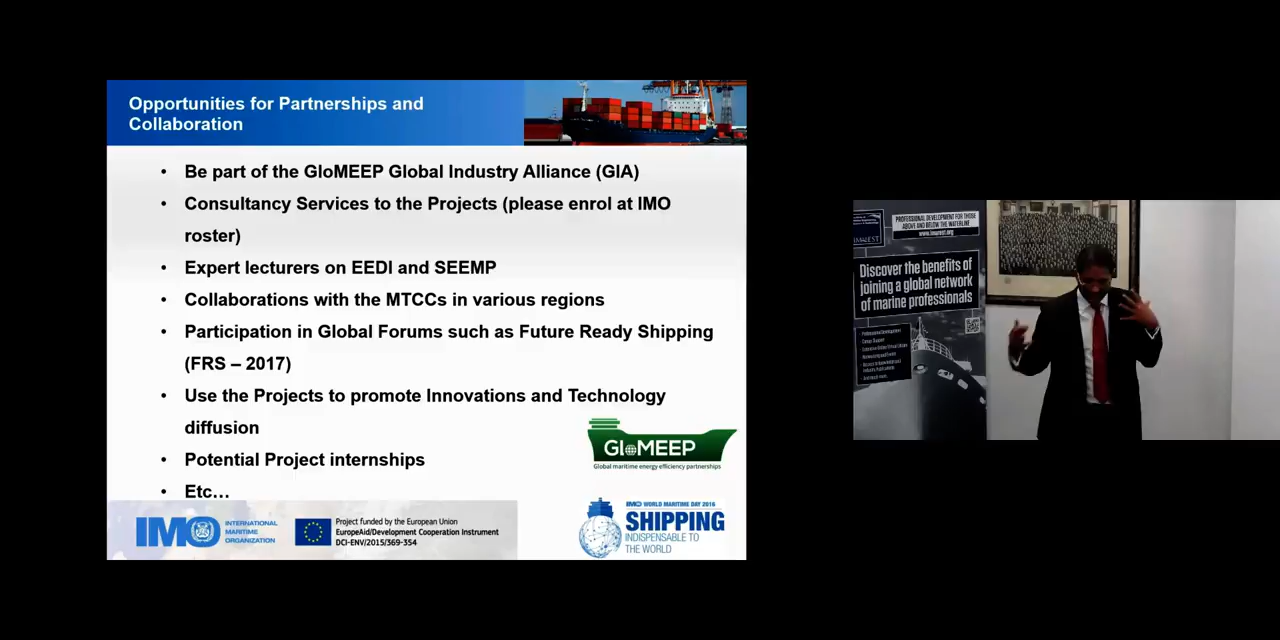 Opportunities for Partnerships and
Collaboration
• Be part of the GloMEEP Global Industry Alliance (GIA)
• Consultancy Services to the Projects (please enrol at IMO
roster)
• Expert lecturers on EEDI and SEEMP
• Collaborations with the MTCCs in various regions
• Participation in Global Forums such as Future Ready Shipping
(FRS – 2017)
• Use the Projects to promote Innovations and Technology
diffusion
• Potential Project internships
• Etc…
GloMEEP
Global maritime energy efficiency partnerships
IMO
INTERNATIONAL
MARITIME
ORGANIZATION
Project funded by the European Union
EuropeAid/Development Cooperation Instrument
DCI-ENV/2015/369-354
IMO WORLD MARITIME DAY 2016
SHIPPING
INDISPENSABLE TO
THE WORLD
PROFESSIONAL DEVELOPMENT FOR THOSE
ABOVE AND BELOW THE WATERLINE
www.imarest.org
Discover the benefits of
joining a global network
of marine professionals